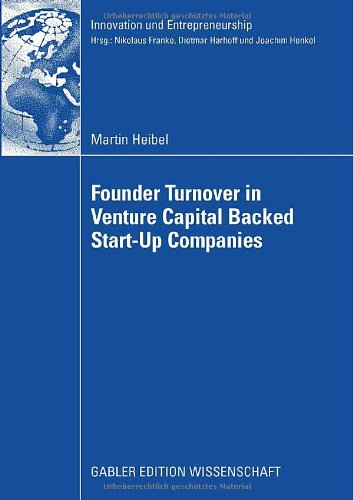 Urheberrechtlich geschütztes Material
Innovation und Entrepreneurship
Hrsg.: Nikolaus Franke, Dietmar Harhoff und Joachim Henkel
Martin Heibel
Founder Turnover in
Venture Capital Backed
Start-Up Companies
GABLER EDITION WISSENSCHAFT
Urheberrechtlich geschütztes Material